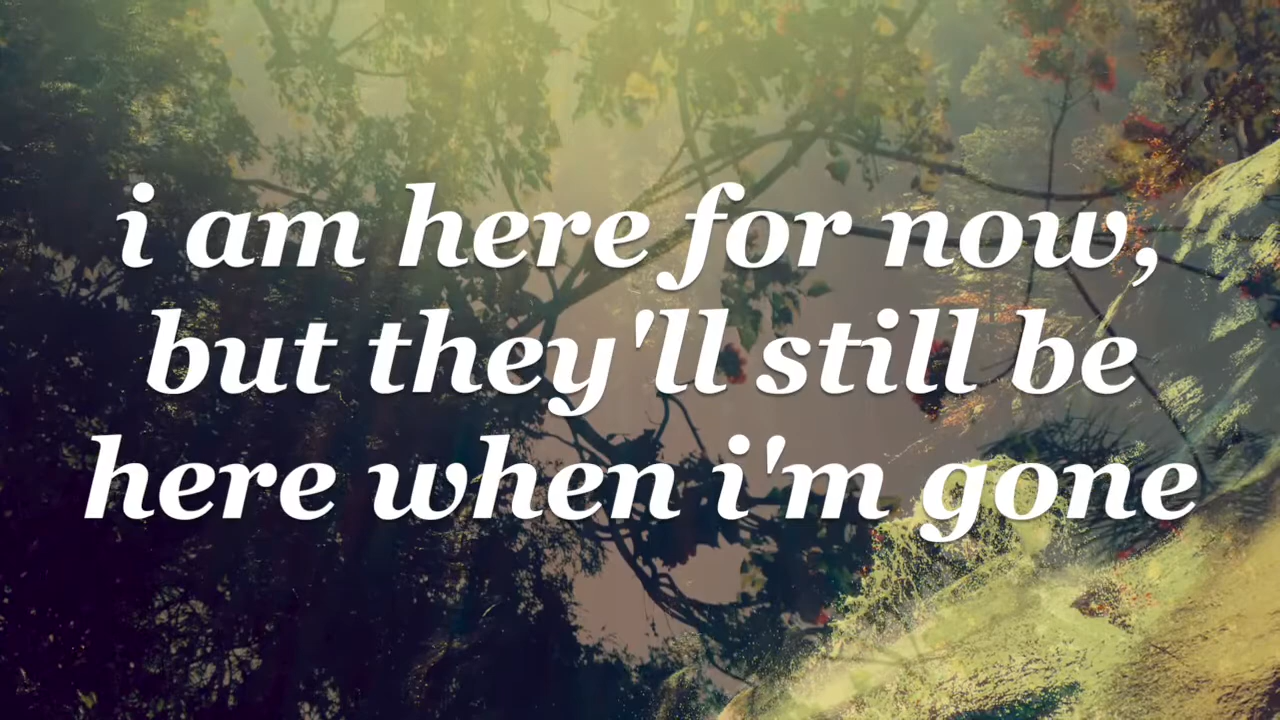 i am here for now,
but they'll still be
here when i'm gone